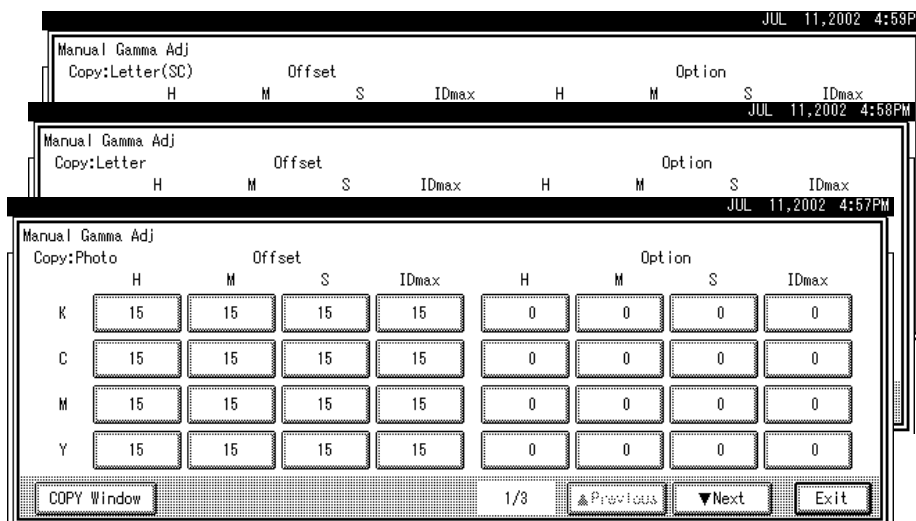 JUL 11,2002 4:59P
Manual Gamma Adj
Copy:Letter(SC) Offset Option
H M S IDmax H M S IDmax
JUL 11,2002 4:58PM
Manual Gamma Adj
Copy:Letter Offset Option
H M S IDmax H M S IDmax
JUL 11,2002 4:57PM
Manual Gamma Adj
Copy:Photo Offset Option
H M S IDmax H M S IDmax
K 15 15 15 15 0 0 0 0
C 15 15 15 15 0 0 0 0
M 15 15 15 15 0 0 0 0
Y 15 15 15 15 0 0 0 0
COPY Window 1/3 ▲Previous ▼Next Exit